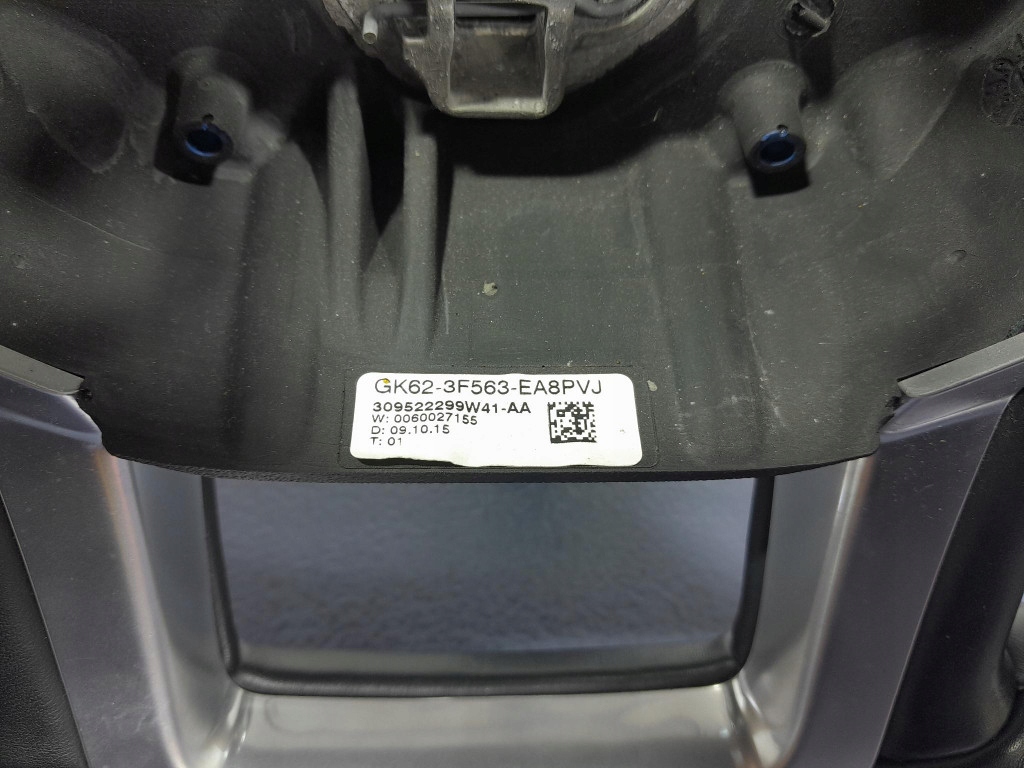 GK62-3F563-EA8PVJ
309522299W41-AA
W: 0060027155
D: 09.10.15
T: 01